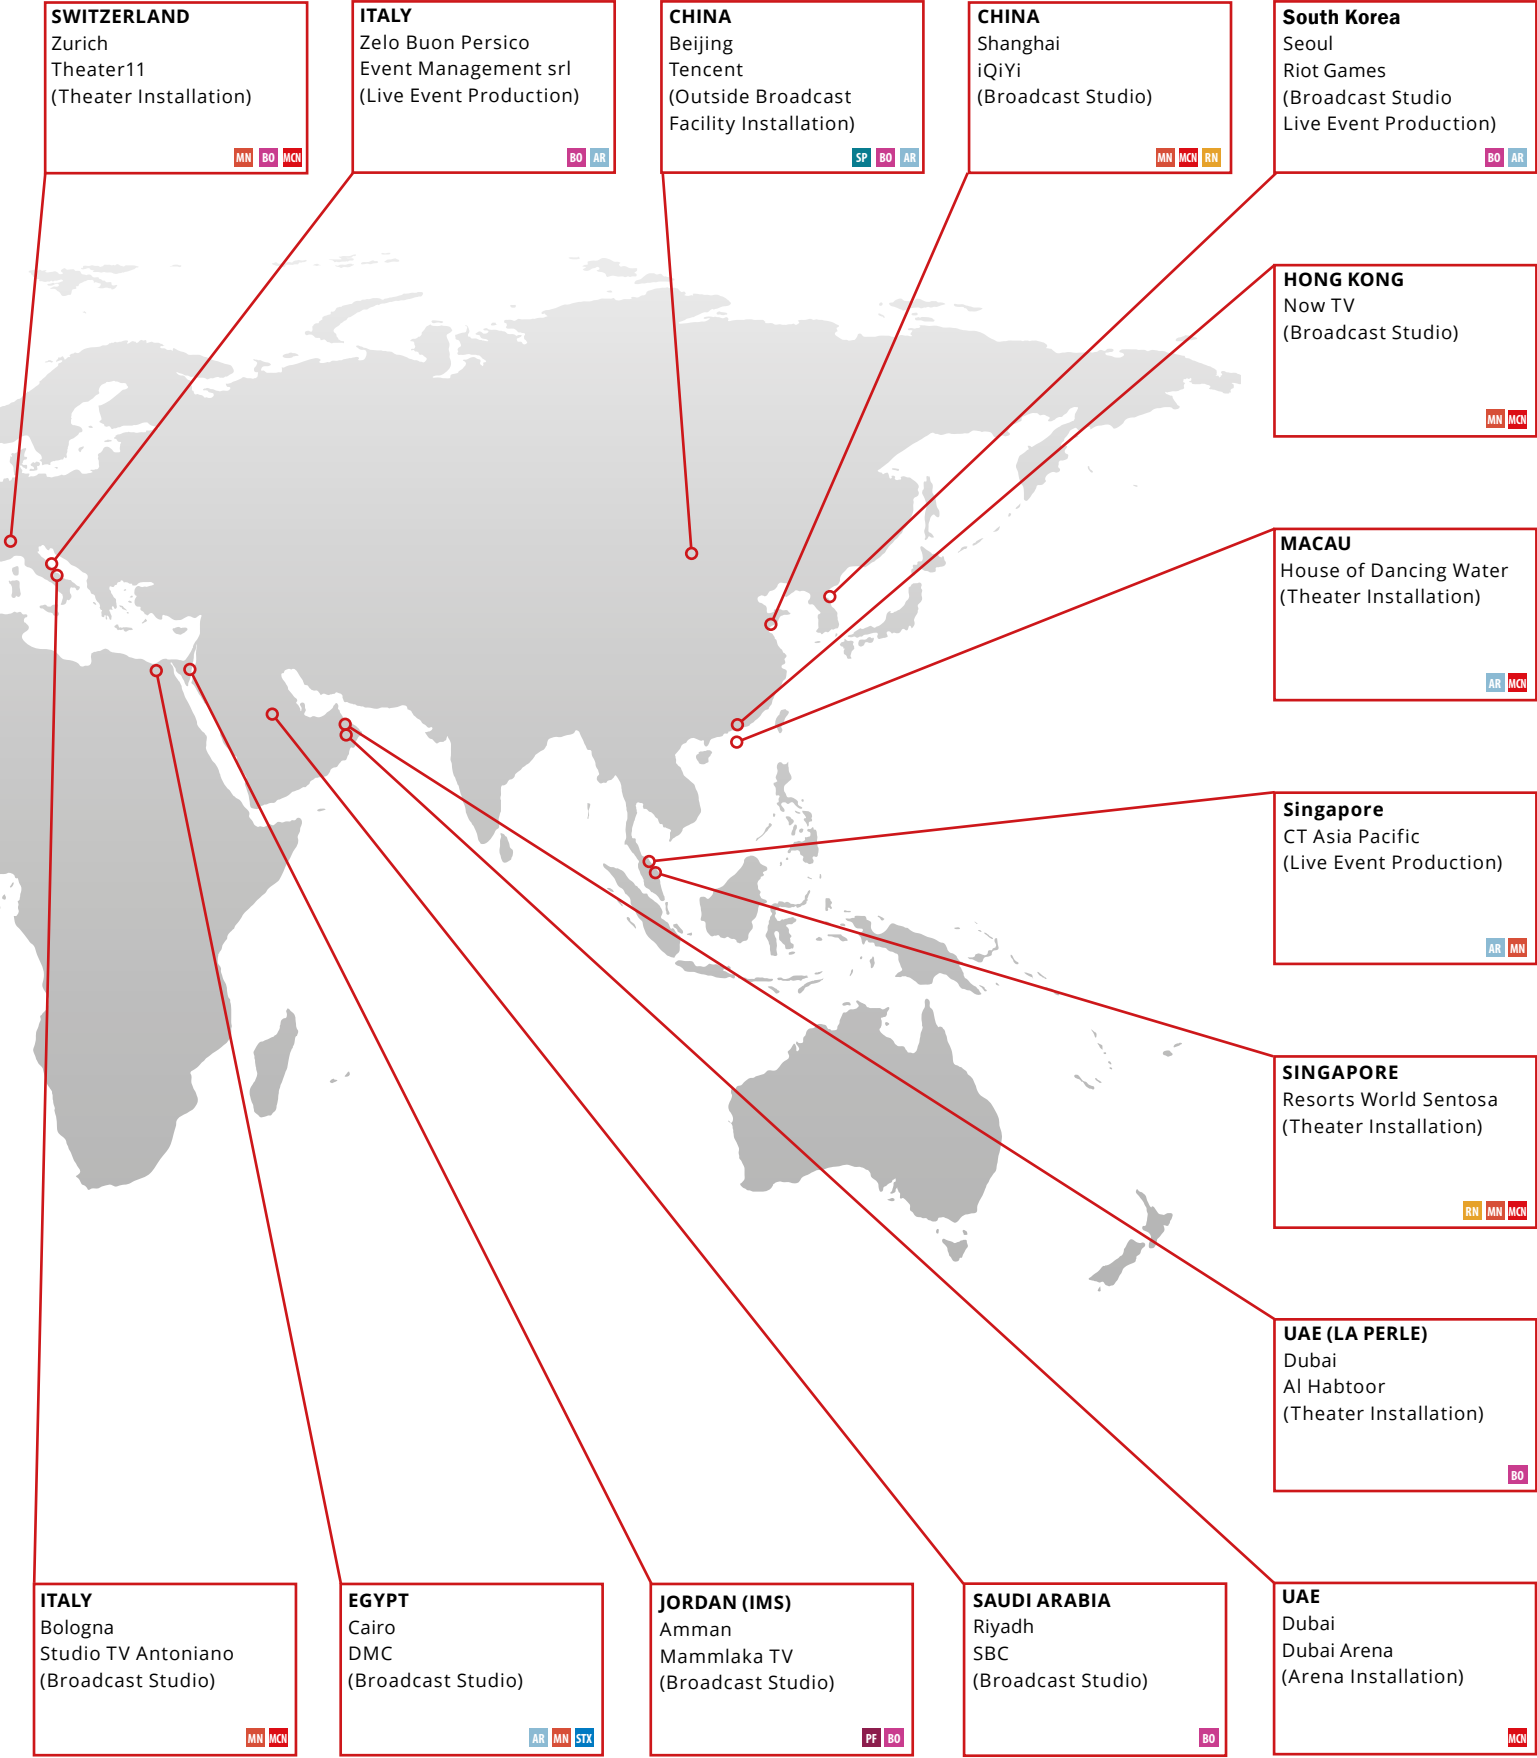 SWITZERLAND
Zurich
Theater11
(Theater Installation)
MN BO MCN
ITALY
Zelo Buon Persico
Event Management srl
(Live Event Production)
BO AR
CHINA
Beijing
Tencent
(Outside Broadcast
Facility Installation)
SP BO AR
CHINA
Shanghai
iQiYi
(Broadcast Studio)
MN MCN RN
South Korea
Seoul
Riot Games
(Broadcast Studio
Live Event Production)
BO AR
HONG KONG
Now TV
(Broadcast Studio)
MN MCN
MACAU
House of Dancing Water
(Theater Installation)
AR MCN
Singapore
CT Asia Pacific
(Live Event Production)
AR MN
SINGAPORE
Resorts World Sentosa
(Theater Installation)
RN MN MCN
UAE (LA PERLE)
Dubai
Al Habtoor
(Theater Installation)
BO
ITALY
Bologna
Studio TV Antoniano
(Broadcast Studio)
MN MCN
EGYPT
Cairo
DMC
(Broadcast Studio)
AR MN STX
JORDAN (IMS)
Amman
Mammlaka TV
(Broadcast Studio)
PF BO
SAUDI ARABIA
Riyadh
SBC
(Broadcast Studio)
BO
UAE
Dubai
Dubai Arena
(Arena Installation)
MCN